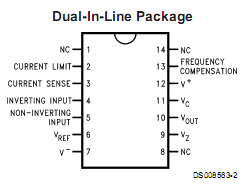 Dual-In-Line Package
NC 1 14 NC
CURRENT LIMIT 2 13 FREQUENCY
COMPENSATION
CURRENT SENSE 3 12 V+
INVERTING INPUT 4 11 VC
NON-INVERTING
INPUT 5 10 VOUT
VREF 6 9 VZ
V- 7 8 NC
DS008563-2